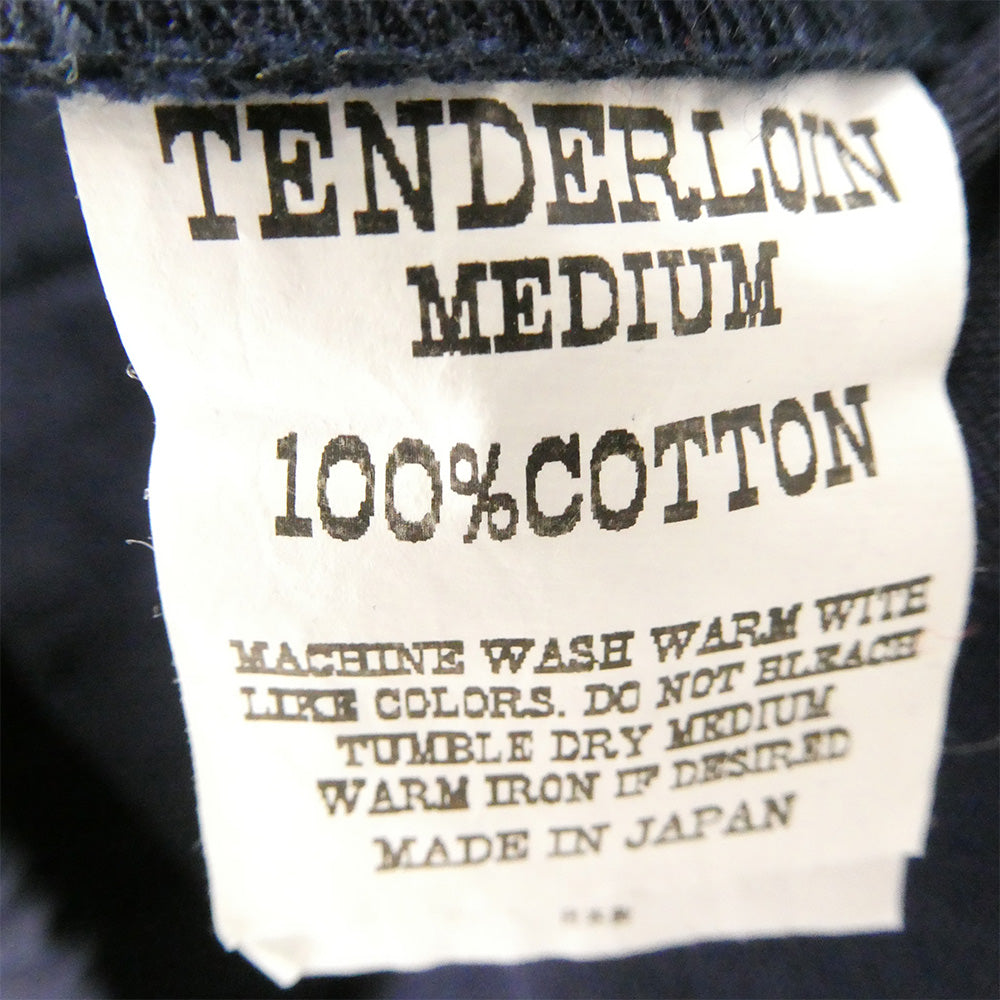 TENDERLOIN
MEDIUM
100%COTTON
MACHINE WASH WARM WITH
LIKE COLORS. DO NOT BLEACH
TUMBLE DRY MEDIUM
WARM IRON IF DESIRED
MADE IN JAPAN